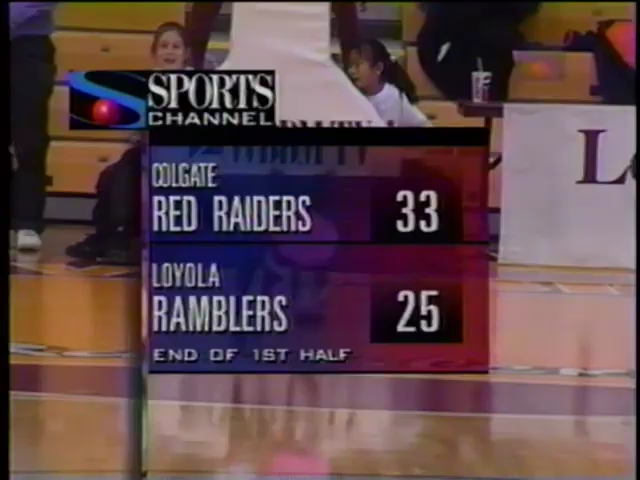 SPORTS
CHANNEL
COLGATE
RED RAIDERS 33
LOYOLA
RAMBLERS 25
END OF 1ST HALF